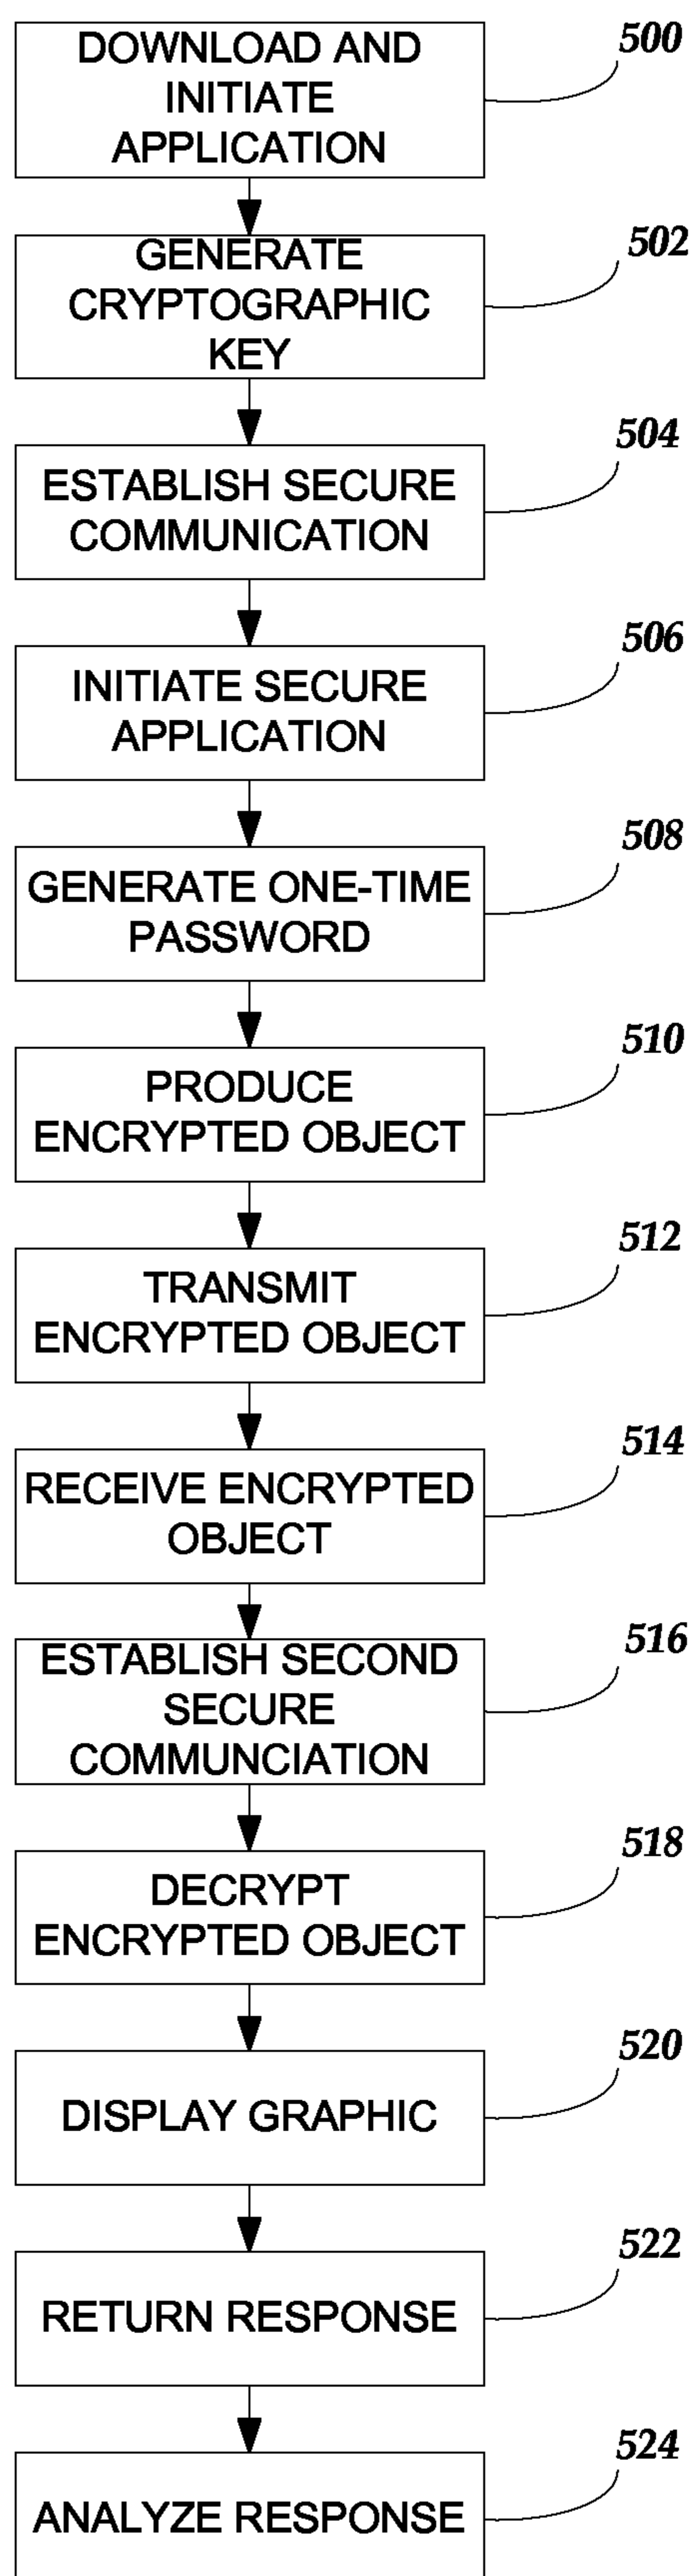 DOWNLOAD AND
INITIATE
APPLICATION
500
GENERATE
CRYPTOGRAPHIC
KEY
502
ESTABLISH SECURE
COMMUNICATION
504
INITIATE SECURE
APPLICATION
506
GENERATE ONE-TIME
PASSWORD
508
PRODUCE
ENCRYPTED OBJECT
510
TRANSMIT
ENCRYPTED OBJECT
512
RECEIVE ENCRYPTED
OBJECT
514
ESTABLISH SECOND
SECURE
COMMUNCIATION
516
DECRYPT
ENCRYPTED OBJECT
518
DISPLAY GRAPHIC
520
RETURN RESPONSE
522
ANALYZE RESPONSE
524